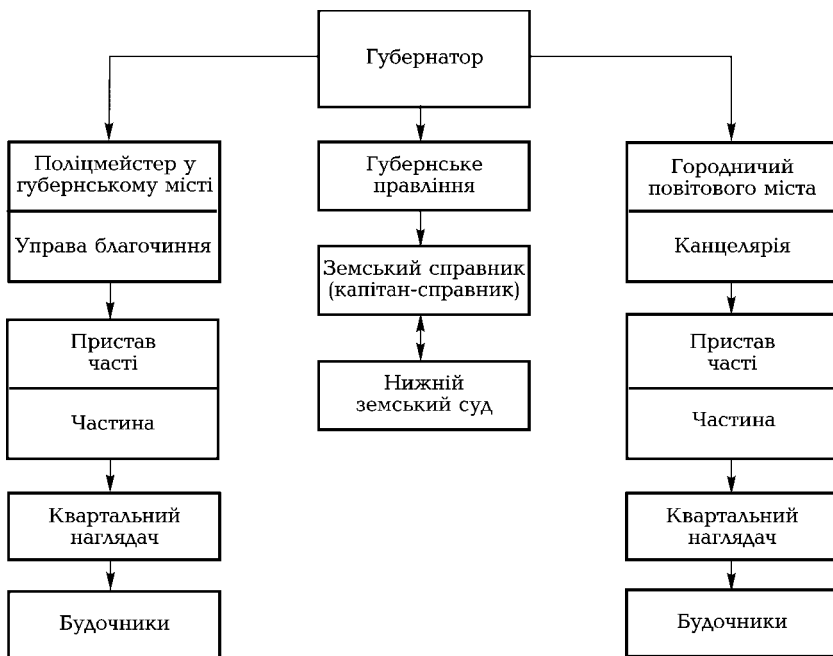 Губернатор
Поліцмейстер у
губернському місті
Управа благочиння
Губернське
правління
Городничий
повітового міста
Канцелярія
Земський справник
(капітан-справник)
Пристав
часті
Частина
Нижній
земський суд
Пристав
часті
Частина
Квартальний
наглядач
Квартальний
наглядач
Будочники
Будочники